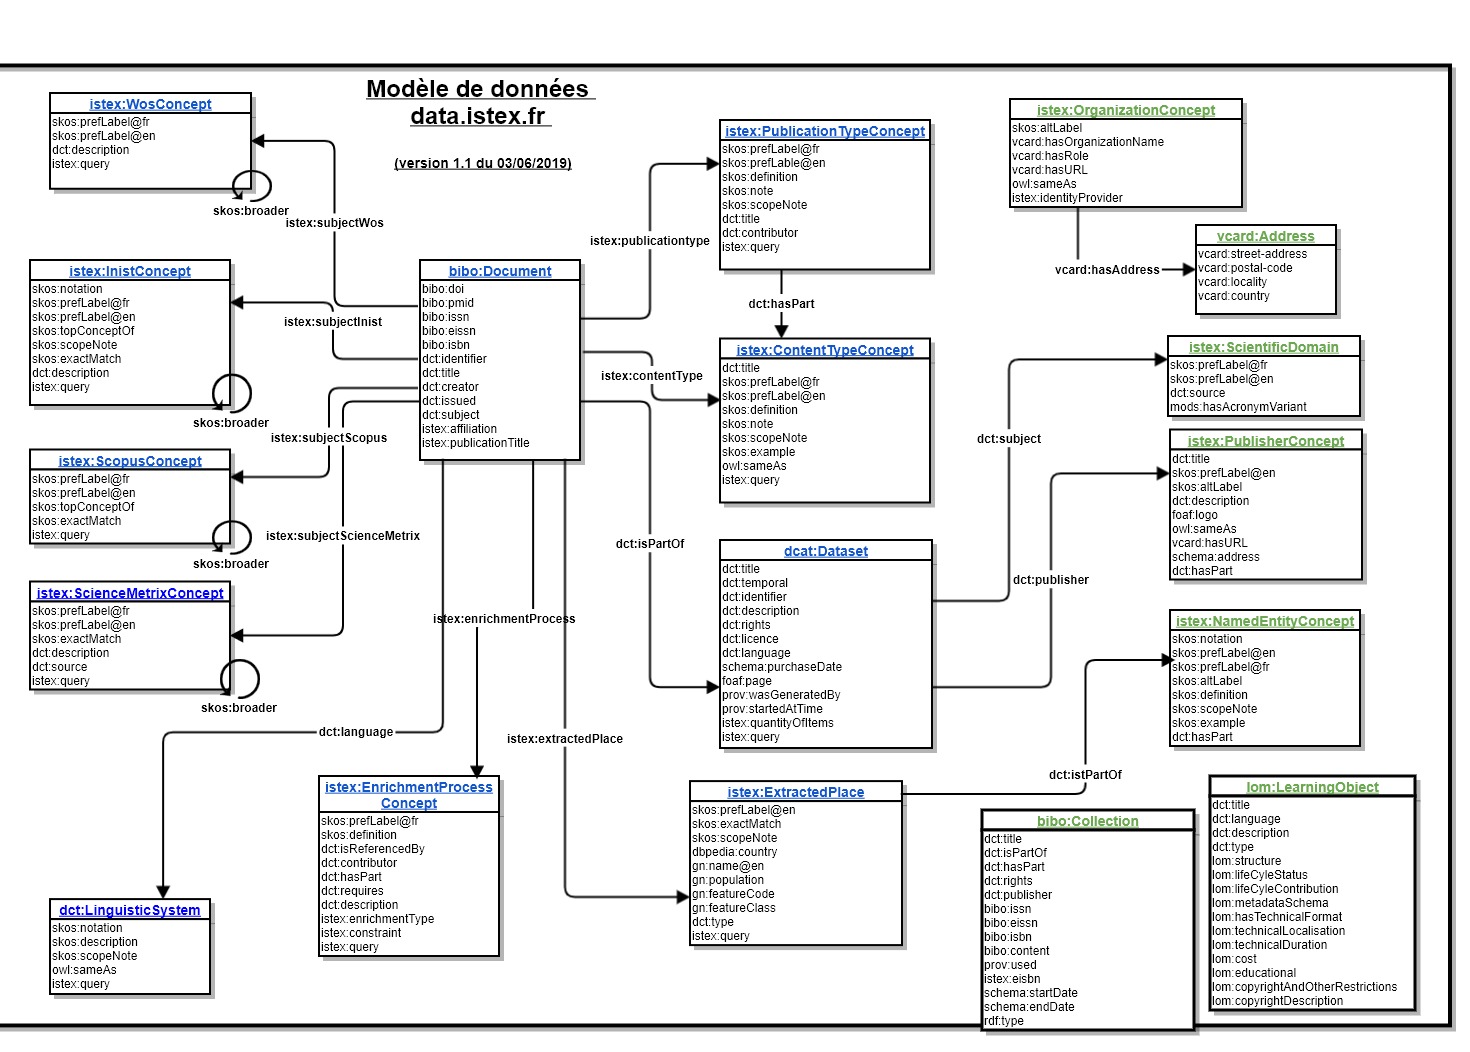 Modèle de données
data.istex.fr
(version 1.1 du 03/06/2019)
istex:WosConcept
skos:prefLabel@fr
skos:prefLabel@en
dct:description
istex:query
skos:broader
istex:subjectWos
istex:InistConcept
skos:notation
skos:prefLabel@fr
skos:prefLabel@en
skos:topConceptOf
skos:scopeNote
skos:exactMatch
dct:description
istex:query
skos:broader
istex:subjectInist
istex:subjectScopus
istex:ScopusConcept
skos:prefLabel@fr
skos:prefLabel@en
skos:topConceptOf
skos:exactMatch
istex:query
skos:broader
istex:subjectScienceMetrix
istex:ScienceMetrixConcept
skos:prefLabel@fr
skos:prefLabel@en
skos:exactMatch
dct:description
dct:source
istex:query
skos:broader
dct:language
dct:LinguisticSystem
skos:notation
skos:description
skos:scopeNote
owl:sameAs
istex:query
bibo:Document
bibo:doi
bibo:pmid
bibo:issn
bibo:eissn
bibo:isbn
dct:identifier
dct:title
dct:creator
dct:issued
dct:subject
istex:affiliation
istex:publicationTitle
istex:enrichmentProcess
istex:EnrichmentProcess
Concept
skos:prefLabel@fr
skos:definition
dct:isReferencedBy
dct:contributor
dct:hasPart
dct:requires
dct:description
istex:enrichmentType
istex:constraint
istex:query
istex:publicationtype
istex:contentType
dct:isPartOf
istex:extractedPlace
istex:PublicationTypeConcept
skos:prefLabel@fr
skos:prefLable@en
skos:definition
skos:note
skos:scopeNote
dct:title
dct:contributor
istex:query
dct:hasPart
istex:ContentTypeConcept
dct:title
skos:prefLabel@fr
skos:prefLabel@en
skos:definition
skos:note
skos:scopeNote
skos:example
owl:sameAs
istex:query
dcat:Dataset
dct:title
dct:temporal
dct:identifier
dct:description
dct:rights
dct:licence
dct:language
schema:purchaseDate
foaf:page
prov:wasGeneratedBy
prov:startedAtTime
istex:quantityOfItems
istex:query
istex:ExtractedPlace
skos:prefLabel@en
skos:exactMatch
skos:scopeNote
dbpedia:country
gn:name@en
gn:population
gn:featureCode
gn:featureClass
dct:type
istex:query
istex:OrganizationConcept
skos:altLabel
vcard:hasOrganizationName
vcard:hasRole
vcard:hasURL
owl:sameAs
istex:identityProvider
vcard:hasAddress
vcard:Address
vcard:street-address
vcard:postal-code
vcard:locality
vcard:country
dct:subject
istex:ScientificDomain
skos:prefLabel@fr
skos:prefLabel@en
dct:source
mods:hasAcronymVariant
dct:publisher
istex:PublisherConcept
dct:title
skos:prefLabel@en
skos:altLabel
dct:description
foaf:logo
owl:sameAs
vcard:hasURL
schema:address
dct:hasPart
istex:NamedEntityConcept
skos:notation
skos:prefLabel@en
skos:prefLabel@fr
skos:altLabel
skos:definition
skos:scopeNote
skos:example
dct:hasPart
dct:istPartOf
bibo:Collection
dct:title
dct:isPartOf
dct:hasPart
dct:rights
dct:publisher
bibo:issn
bibo:eissn
bibo:isbn
bibo:content
prov:used
istex:eisbn
schema:startDate
schema:endDate
rdf:type
lom:LearningObject
dct:title
dct:language
dct:description
dct:type
lom:structure
lom:lifeCyleStatus
lom:lifeCyleContribution
lom:metadataSchema
lom:hasTechnicalFormat
lom:technicalLocalisation
lom:technicalDuration
lom:cost
lom:educational
lom:copyrightAndOtherRestrictions
lom:copyrightDescription